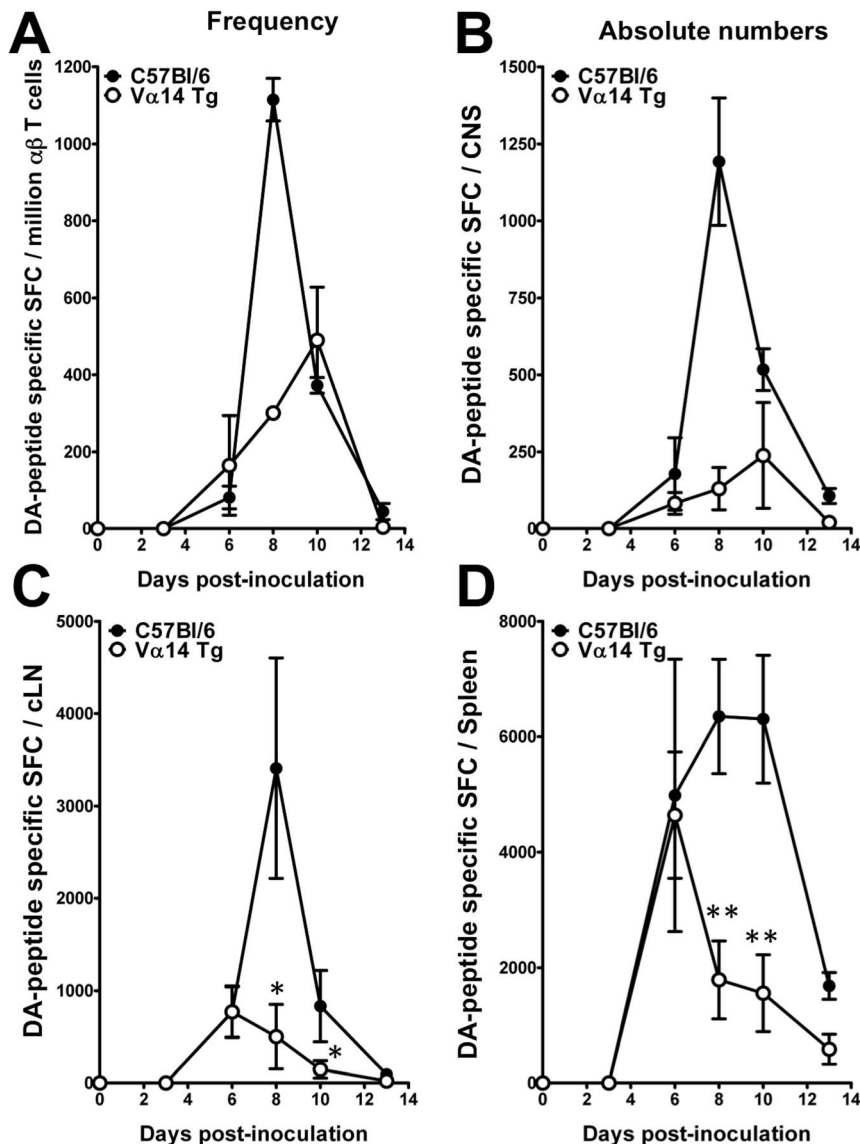 A
Frequency
DA-peptide specific SFC / million αβ T cells
1200
1000
800
600
400
200
0
C57Bl/6
Vα14 Tg
0 2 4 6 8 10 12 14
Days post-inoculation
B
Absolute numbers
DA-peptide specific SFC / CNS
1500
1250
1000
750
500
250
0
C57Bl/6
Vα14 Tg
0 2 4 6 8 10 12 14
Days post-inoculation
C
DA-peptide specific SFC / cLN
5000
4000
3000
2000
1000
0
C57Bl/6
Vα14 Tg
*
*
0 2 4 6 8 10 12 14
Days post-inoculation
D
DA-peptide specific SFC / Spleen
8000
6000
4000
2000
0
C57Bl/6
Vα14 Tg
**
**
0 2 4 6 8 10 12 14
Days post-inoculation